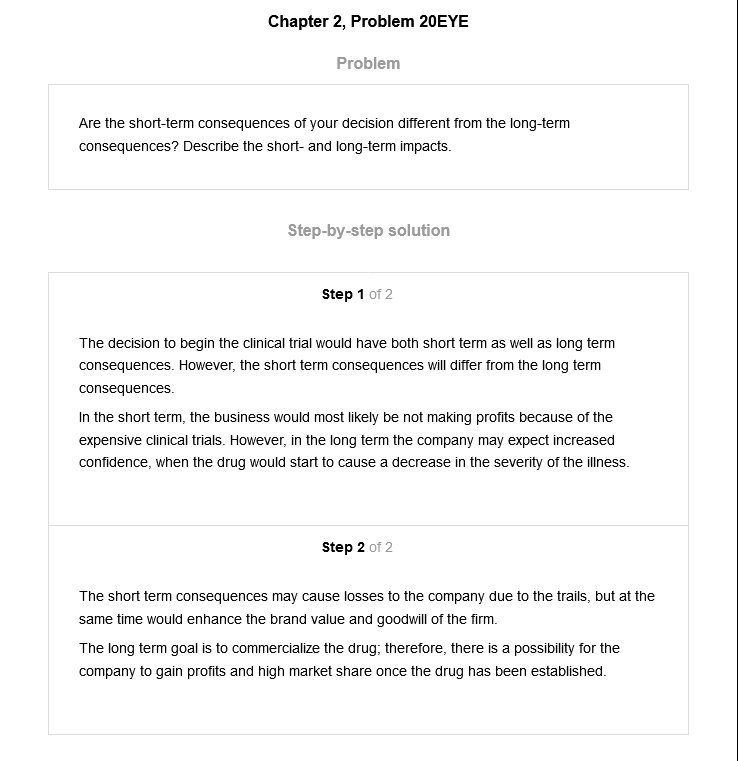 Chapter 2, Problem 20EYE
Problem
Are the short-term consequences of your decision different from the long-term
consequences? Describe the short- and long-term impacts.
Step-by-step solution
Step 1 of 2
The decision to begin the clinical trial would have both short term as well as long term
consequences. However, the short term consequences will differ from the long term
consequences.
In the short term, the business would most likely be not making profits because of the
expensive clinical trials. However, in the long term the company may expect increased
confidence, when the drug would start to cause a decrease in the severity of the illness.
Step 2 of 2
The short term consequences may cause losses to the company due to the trails, but at the
same time would enhance the brand value and goodwill of the firm.
The long term goal is to commercialize the drug; therefore, there is a possibility for the
company to gain profits and high market share once the drug has been established.